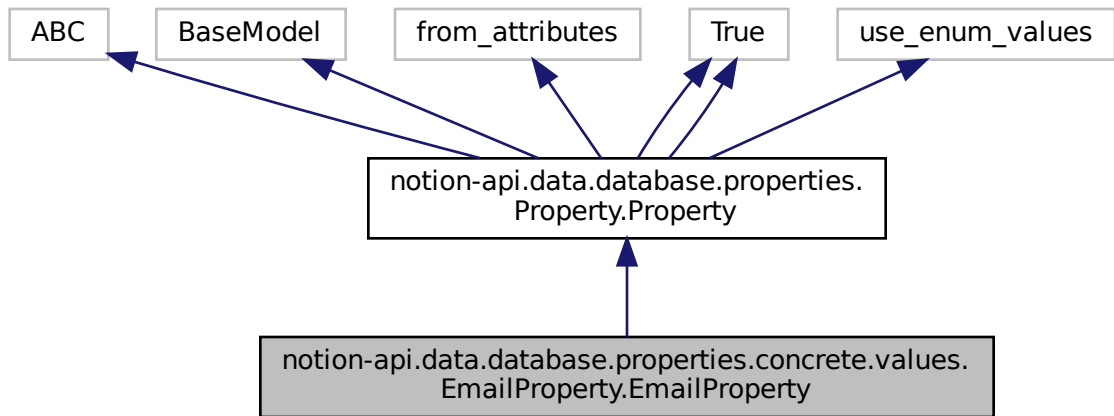 ABC
BaseModel
from_attributes
True
use_enum_values
notion-api.data.database.properties.
Property.Property
notion-api.data.database.properties.concrete.values.
EmailProperty.EmailProperty